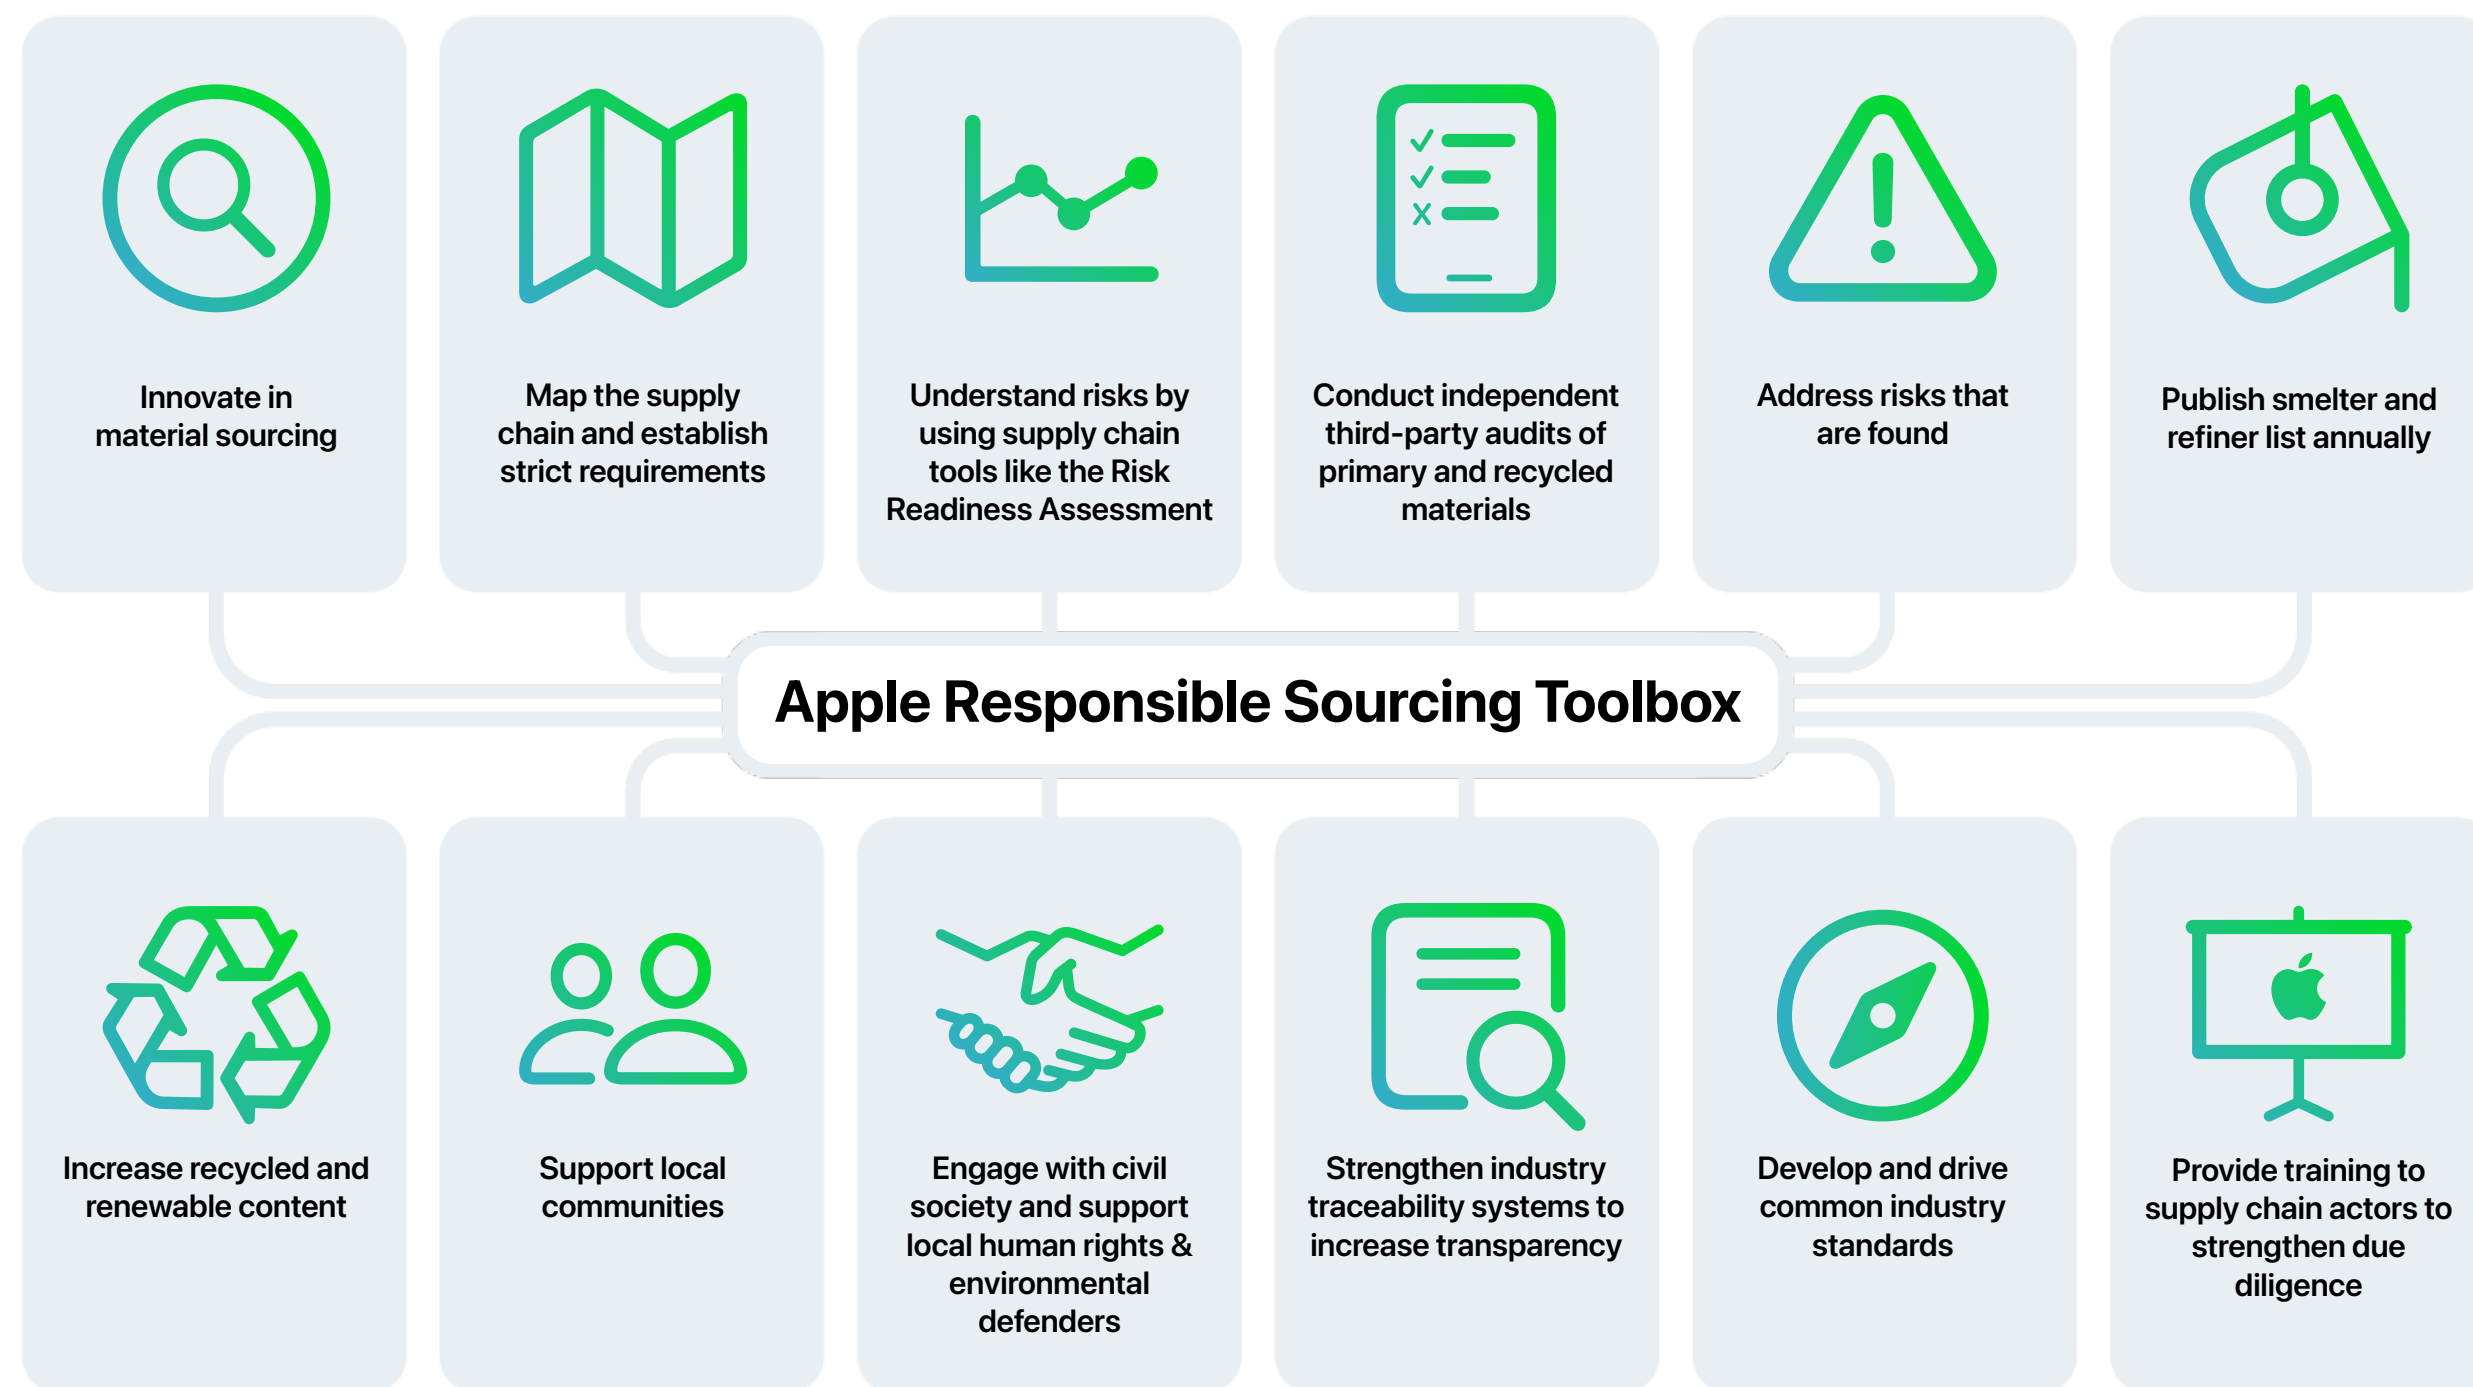 Innovate in
material sourcing
Map the supply
chain and establish
strict requirements
Understand risks by
using supply chain
tools like the Risk
Readiness Assessment
Conduct independent
third-party audits of
primary and recycled
materials
Address risks that
are found
Publish smelter and
refiner list annually
Apple Responsible Sourcing Toolbox
Increase recycled and
renewable content
Support local
communities
Engage with civil
society and support
local human rights &
environmental
defenders
Strengthen industry
traceability systems to
increase transparency
Develop and drive
common industry
standards
Provide training to
supply chain actors to
strengthen due
diligence